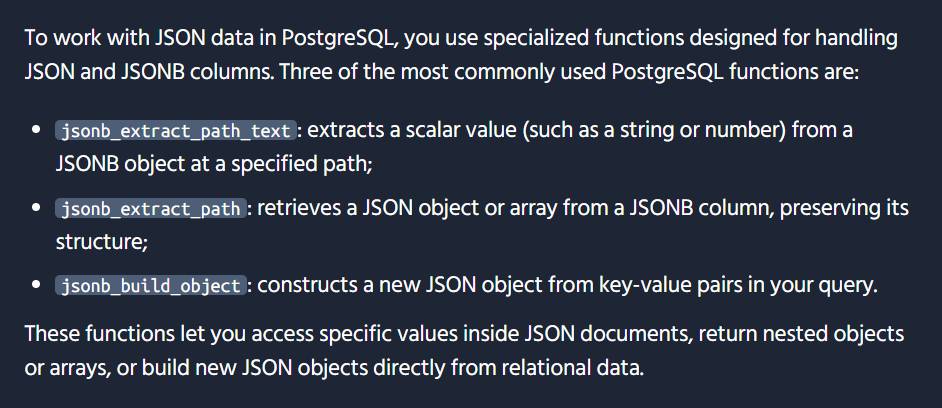 To work with JSON data in PostgreSQL, you use specialized functions designed for handling
JSON and JSONB columns. Three of the most commonly used PostgreSQL functions are:
• jsonb_extract_path_text: extracts a scalar value (such as a string or number) from a
JSONB object at a specified path;
• jsonb_extract_path: retrieves a JSON object or array from a JSONB column, preserving its
structure;
• jsonb_build_object: constructs a new JSON object from key-value pairs in your query.
These functions let you access specific values inside JSON documents, return nested objects
or arrays, or build new JSON objects directly from relational data.